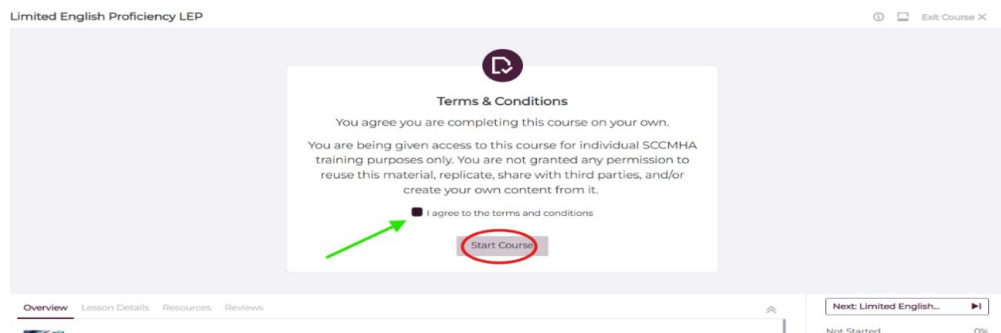 Limited English Proficiency LEP
Exit Course X
Terms & Conditions
You agree you are completing this course on your own.
You are being given access to this course for individual SCCMHA
training purposes only. You are not granted any permission to
reuse this material, replicate, share with third parties, and/or
create your own content from it.
I agree to the terms and conditions
Start Course
Overview Lesson Details Resources Reviews
Next: Limited English...
Not Started 0%